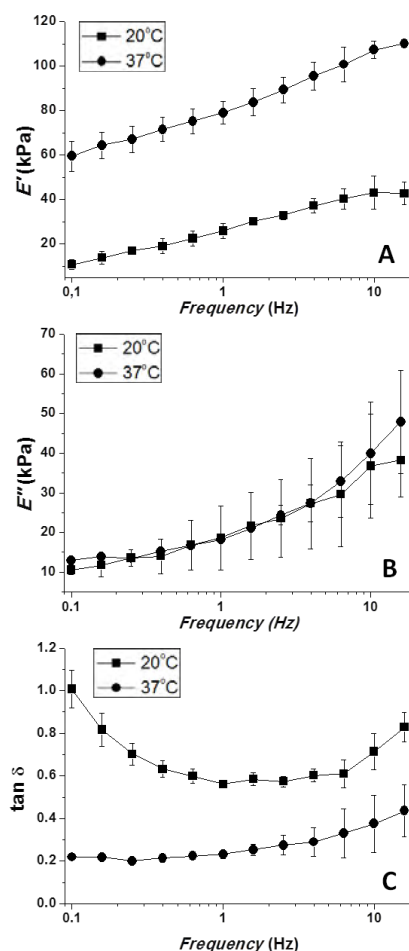 120
100
80
60
40
20
E' (kPa)
20°C
37°C
A
0,1
1
10
Frequency (Hz)
70
60
50
40
30
20
10
E" (kPa)
20°C
37°C
B
0.1
1
10
Frequency (Hz)
1.2
1.0
0.8
0.6
0.4
0.2
0.0
tan δ
20°C
37°C
C
0.1
1
10
Frequency (Hz)